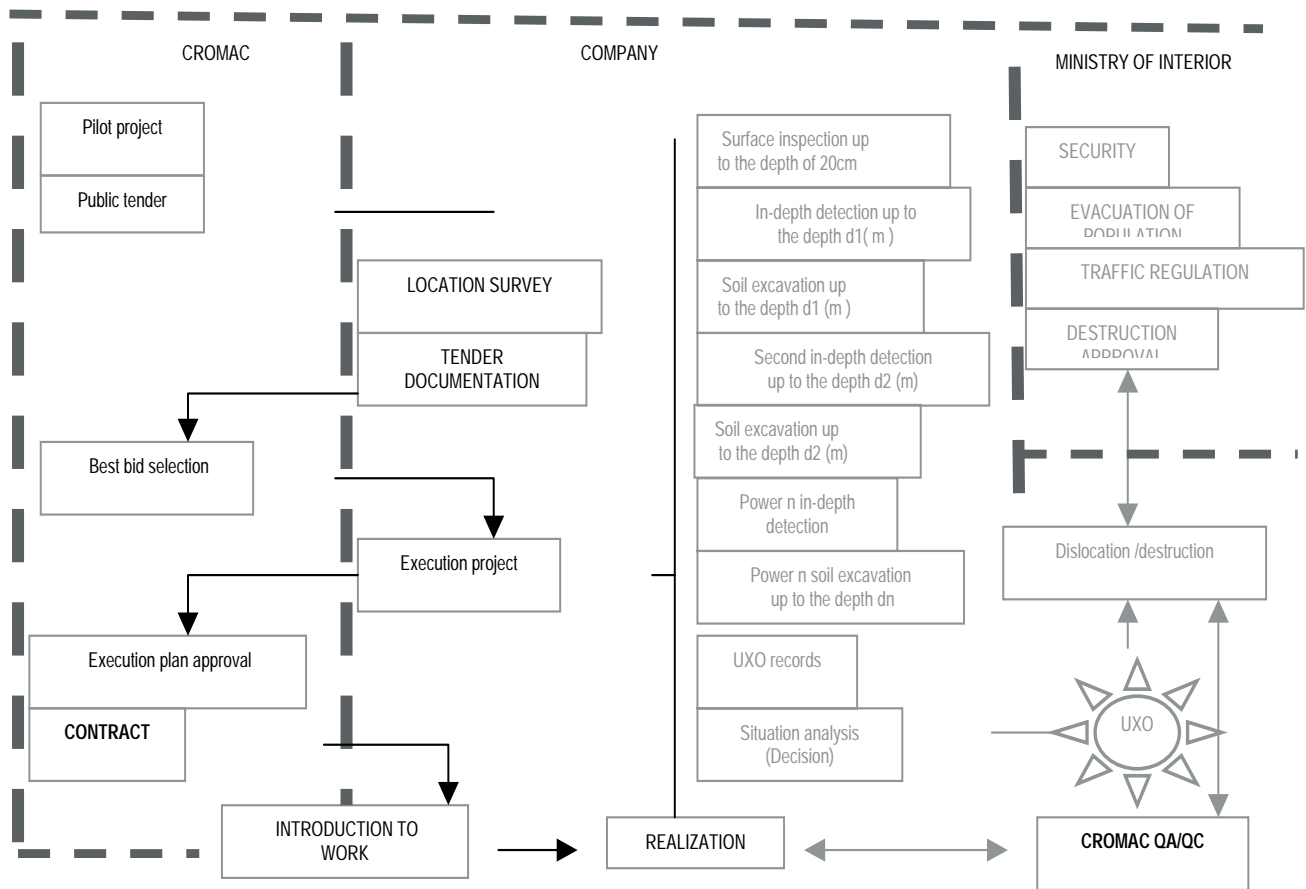 CROMAC
COMPANY
MINISTRY OF INTERIOR
Pilot project
Public tender
LOCATION SURVEY
TENDER
DOCUMENTATION
Best bid selection
Execution project
Execution plan approval
CONTRACT
INTRODUCTION TO
WORK
REALIZATION
Surface inspection up
to the depth of 20cm
In-depth detection up to
the depth d1( m )
Soil excavation up
to the depth d1 (m )
Second in-depth detection
up to the depth d2 (m)
Soil excavation up
to the depth d2 (m)
Power n in-depth
detection
Power n soil excavation
up to the depth dn
UXO records
Situation analysis
(Decision)
SECURITY
EVACUATION OF
POPULATION
TRAFFIC REGULATION
DESTRUCTION
APPROVAL
Dislocation /destruction
UXO
CROMAC QA/QC